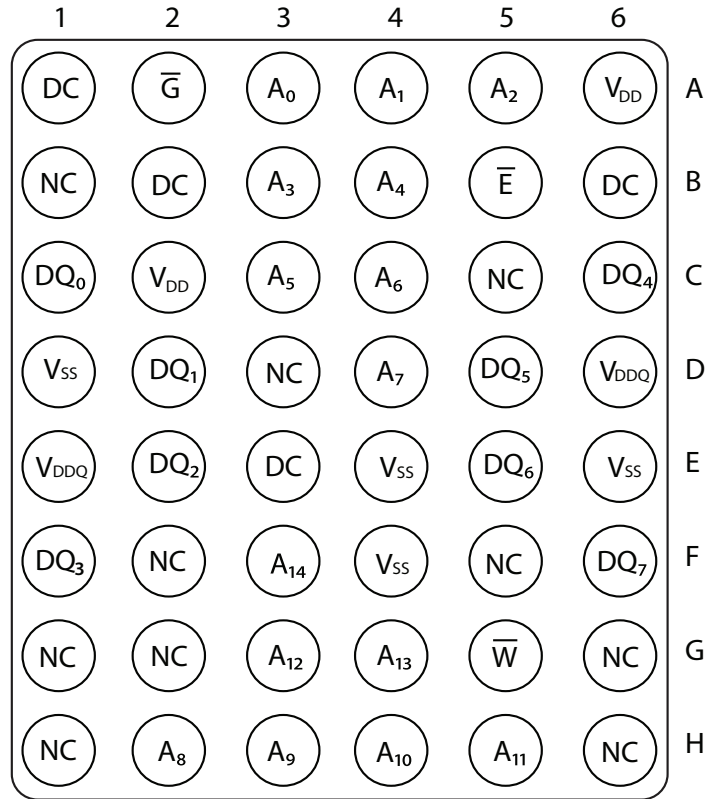 1 2 3 4 5 6
DC G̅ A₀ A₁ A₂ V_DD A
NC DC A₃ A₄ E̅ DC B
DQ₀ V_DD A₅ A₆ NC DQ₄ C
V_SS DQ₁ NC A₇ DQ₅ V_DDQ D
V_DDQ DQ₂ DC V_SS DQ₆ V_SS E
DQ₃ NC A₁₄ V_SS NC DQ₇ F
NC NC A₁₂ A₁₃ W̅ NC G
NC A₈ A₉ A₁₀ A₁₁ NC H